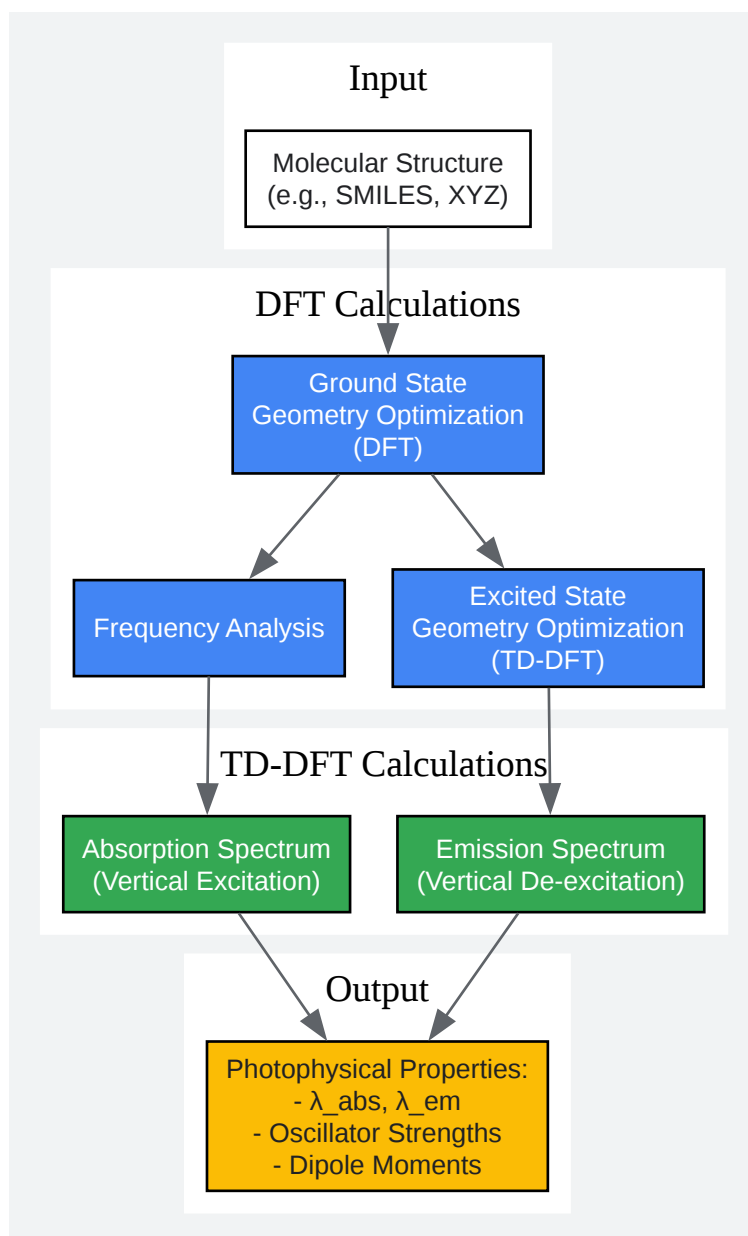 Input
Molecular Structure
(e.g., SMILES, XYZ)
DFT Calculations
Ground State
Geometry Optimization
(DFT)
Frequency Analysis
Excited State
Geometry Optimization
(TD-DFT)
TD-DFT Calculations
Absorption Spectrum
(Vertical Excitation)
Emission Spectrum
(Vertical De-excitation)
Output
Photophysical Properties:
- λ_abs, λ_em
- Oscillator Strengths
- Dipole Moments